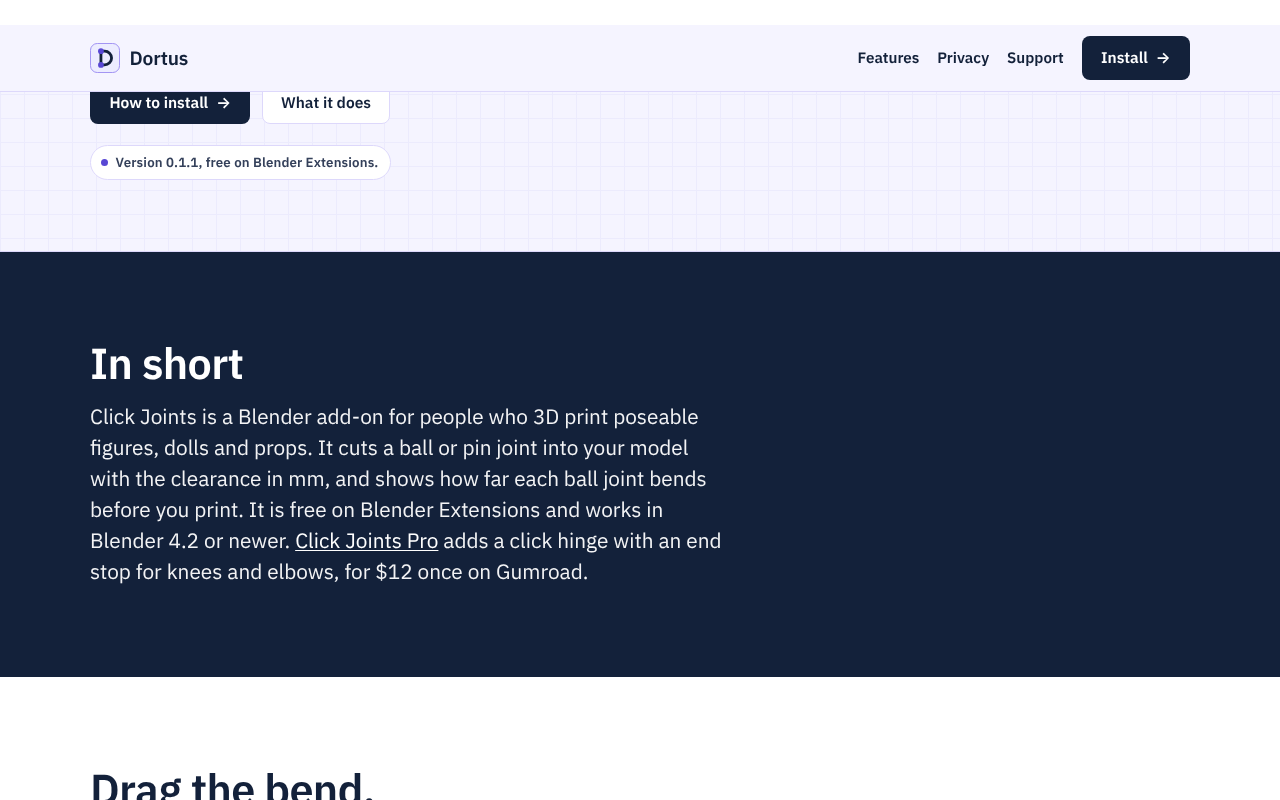 Dortus
Features Privacy Support Install →
How to install → What it does
Version 0.1.1, free on Blender Extensions.
In short
Click Joints is a Blender add-on for people who 3D print poseable
figures, dolls and props. It cuts a ball or pin joint into your model
with the clearance in mm, and shows how far each ball joint bends
before you print. It is free on Blender Extensions and works in
Blender 4.2 or newer. Click Joints Pro adds a click hinge with an end
stop for knees and elbows, for $12 once on Gumroad.
Drag the bend.